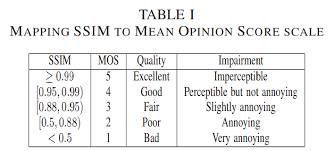 TABLE I
MAPPING SSIM TO MEAN OPINION SCORE SCALE
SSIM MOS Quality Impairment
≥ 0.99 5 Excellent Imperceptible
[0.95, 0.99) 4 Good Perceptible but not annoying
[0.88, 0.95) 3 Fair Slightly annoying
[0.5, 0.88) 2 Poor Annoying
< 0.5 1 Bad Very annoying